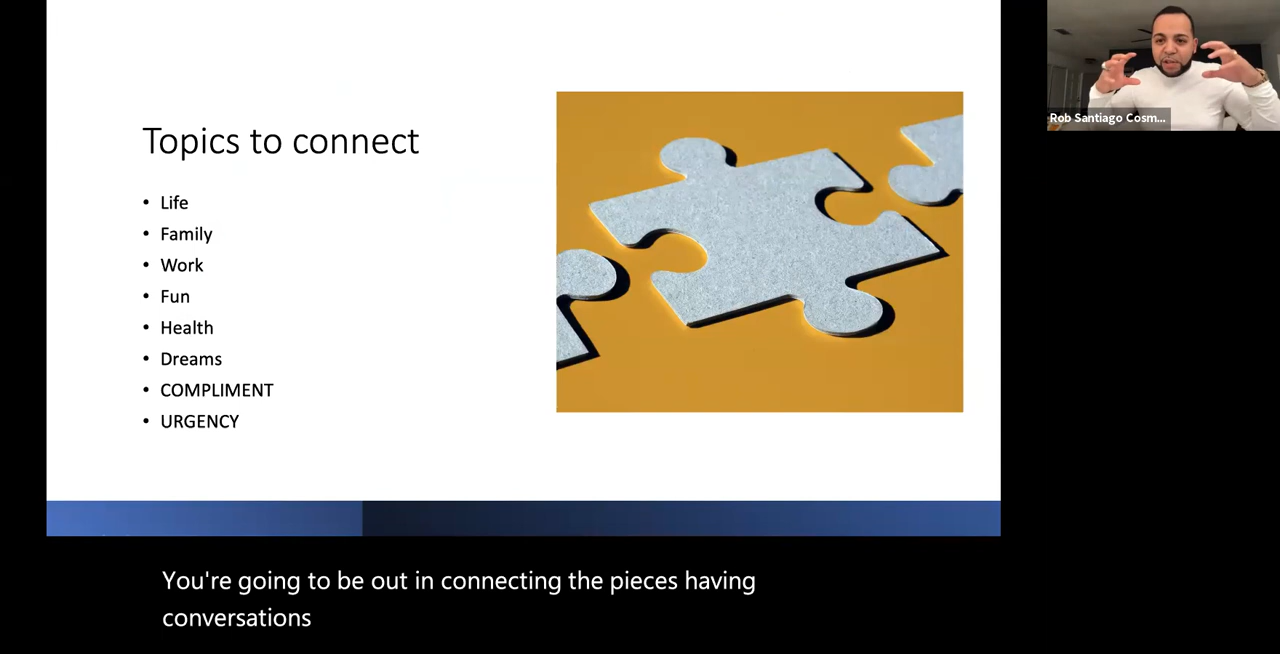 Topics to connect
• Life
• Family
• Work
• Fun
• Health
• Dreams
• COMPLIMENT
• URGENCY
Rob Santiago Cosm...
You're going to be out in connecting the pieces having
conversations